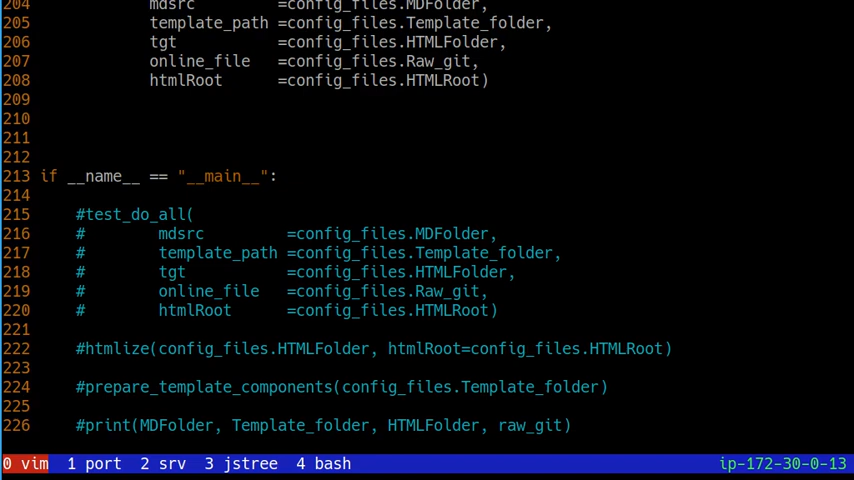 204             mdsrc        =config_files.MDFolder,
205             template_path =config_files.Template_folder,
206             tgt           =config_files.HTMLFolder,
207             online_file   =config_files.Raw_git,
208             htmlRoot      =config_files.HTMLRoot)
209
210
211
212
213 if __name__ == "__main__":
214
215     #test_do_all(
216     #        mdsrc         =config_files.MDFolder,
217     #        template_path =config_files.Template_folder,
218     #        tgt           =config_files.HTMLFolder,
219     #        online_file   =config_files.Raw_git,
220     #        htmlRoot      =config_files.HTMLRoot)
221
222     #htmlize(config_files.HTMLFolder, htmlRoot=config_files.HTMLRoot)
223
224     #prepare_template_components(config_files.Template_folder)
225
226     #print(MDFolder, Template_folder, HTMLFolder, raw_git)
0 vim  1 port  2 srv  3 jstree  4 bash ip-172-30-0-13